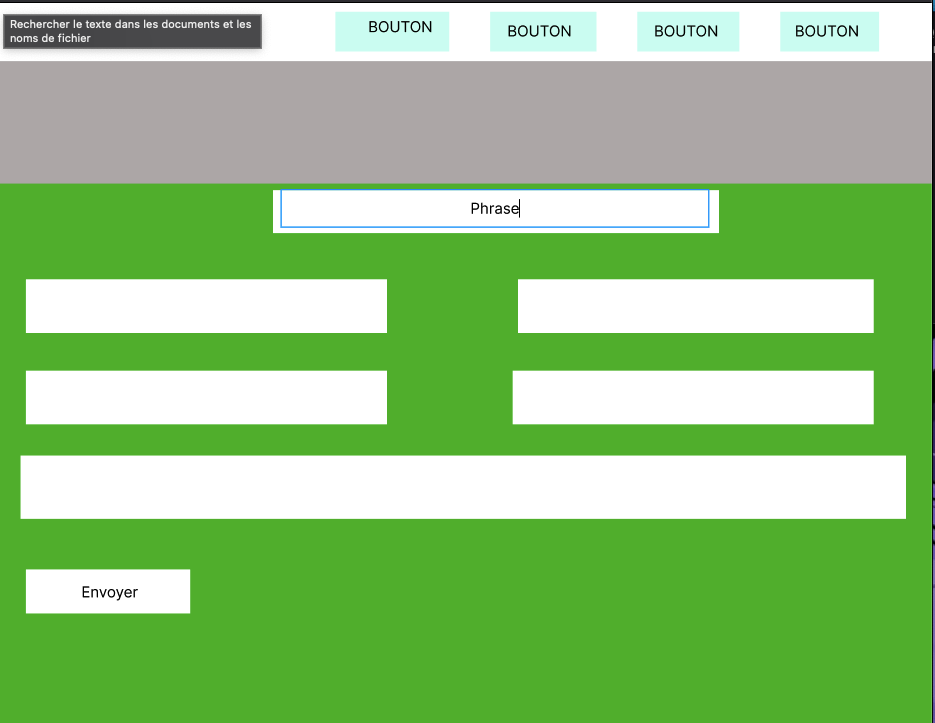 Rechercher le texte dans les documents et les
noms de fichier
BOUTON
BOUTON
BOUTON
BOUTON
Phrase
Envoyer